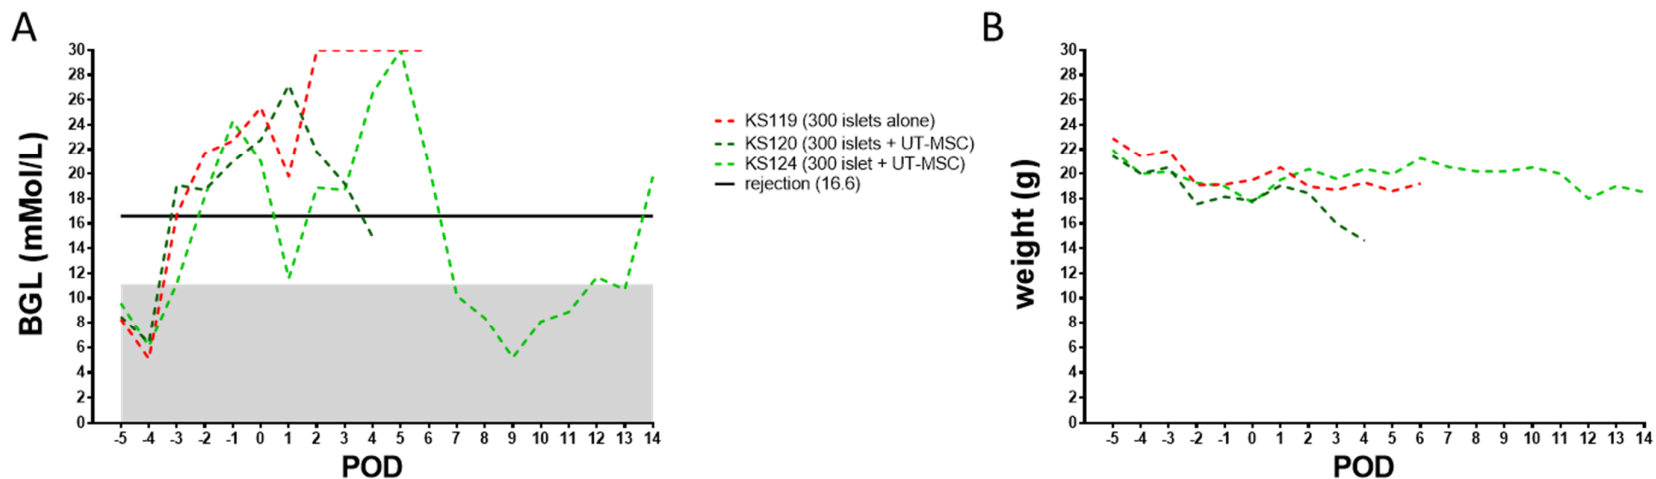 A
BGL (mMol/L)
30
28
26
24
22
20
18
16
14
12
10
8
6
4
2
0
-5 -4 -3 -2 -1 0 1 2 3 4 5 6 7 8 9 10 11 12 13 14
POD
KS119 (300 islets alone)
KS120 (300 islets + UT-MSC)
KS124 (300 islet + UT-MSC)
rejection (16.6)
B
weight (g)
30
28
26
24
22
20
18
16
14
12
10
8
6
4
2
0
-5 -4 -3 -2 -1 0 1 2 3 4 5 6 7 8 9 10 11 12 13 14
POD